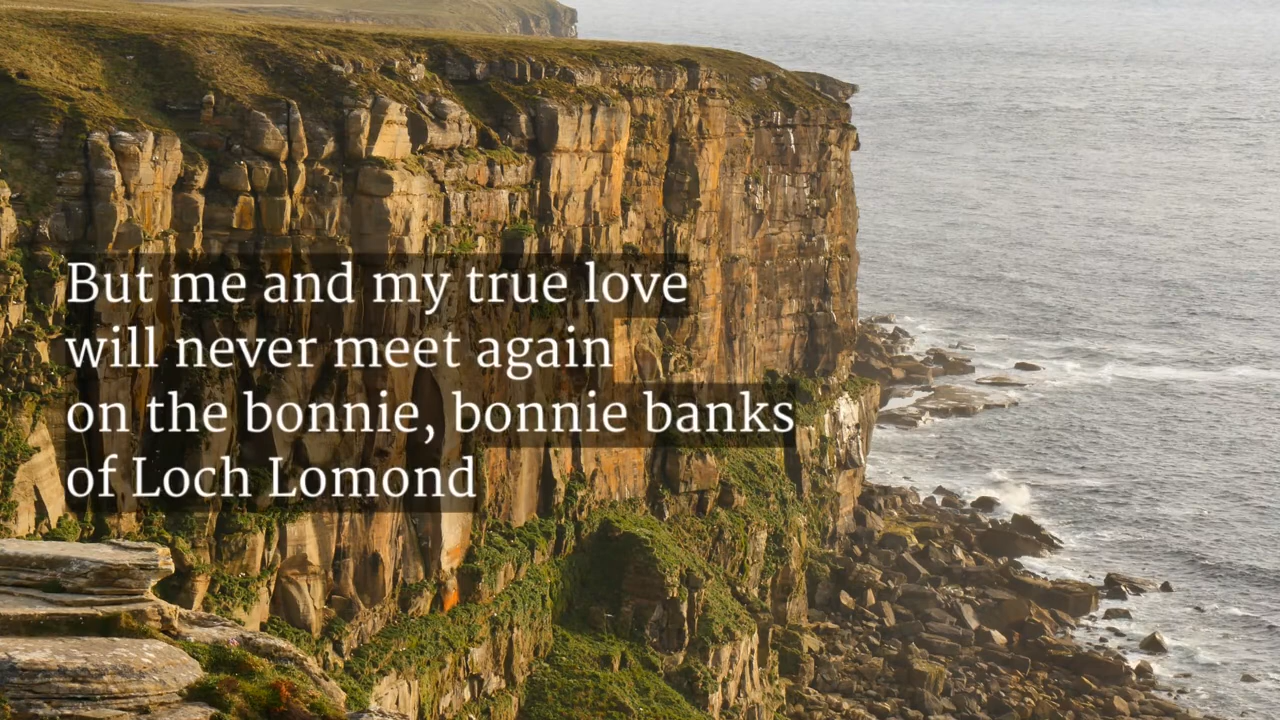 But me and my true love
will never meet again
on the bonnie, bonnie banks
of Loch Lomond